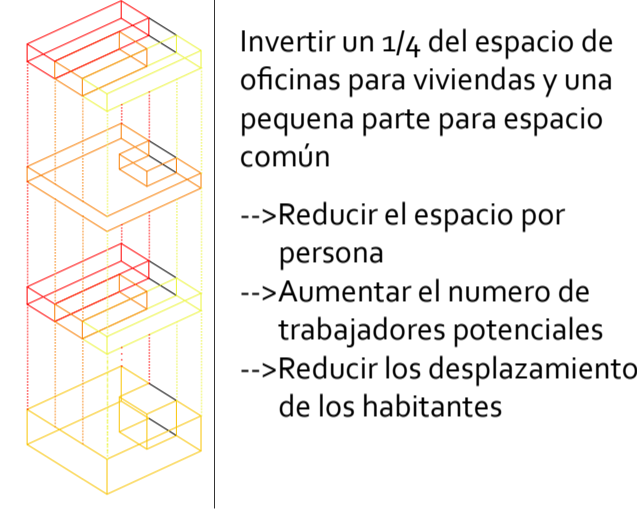 Invertir un 1/4 del espacio de
oficinas para viviendas y una
pequena parte para espacio
común
-->Reducir el espacio por
persona
-->Aumentar el numero de
trabajadores potenciales
-->Reducir los desplazamiento
de los habitantes